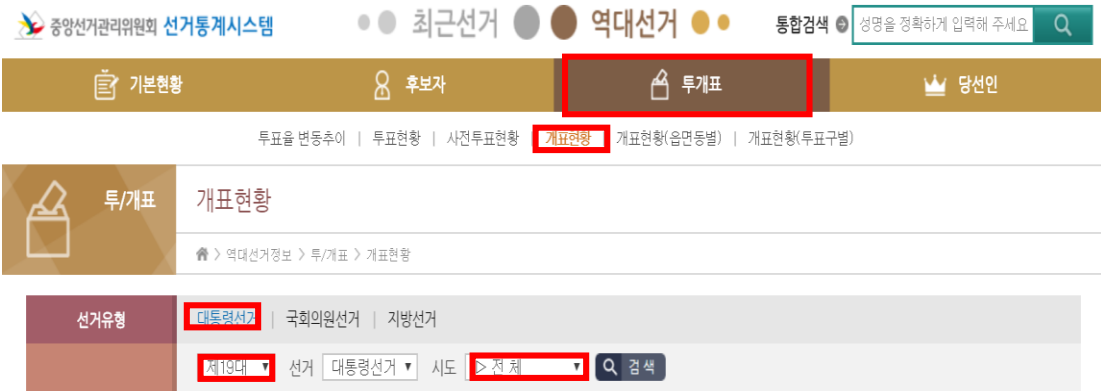 중앙선거관리위원회 선거통계시스템 최근선거 역대선거 통합검색 성명을 정확하게 입력해 주세요
기본현황 후보자 투개표 당선인
투표율 변동추이 | 투표현황 | 사전투표현황 | 개표현황 | 개표현황(읍면동별) | 개표현황(투표구별)
투/개표 개표현황
> 역대선거정보 > 투/개표 > 개표현황
선거유형 대통령선거 | 국회의원선거 | 지방선거
제19대 ▼ 선거 대통령선거 ▼ 시도 ▷ 전 체 ▼ 검색